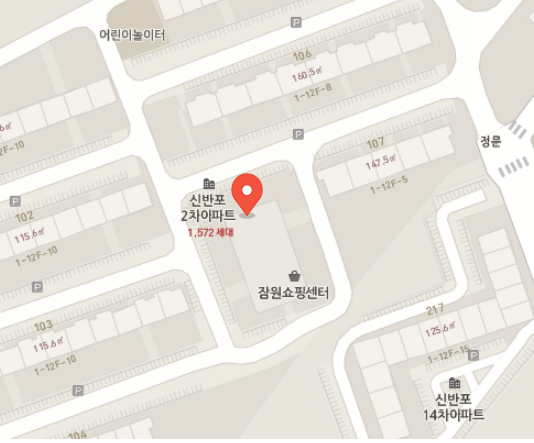 어린이놀이터
P
106
160.5㎡
1-12F-8
P
107
147.5㎡
1-12F-5
정문
신반포
2차아파트
1,572 세대
잠원쇼핑센터
P
102
115.6㎡
1-12F-10
P
103
115.6㎡
1-12F-10
P
104
217
125.6㎡
1-12F-15
P
신반포
14차아파트